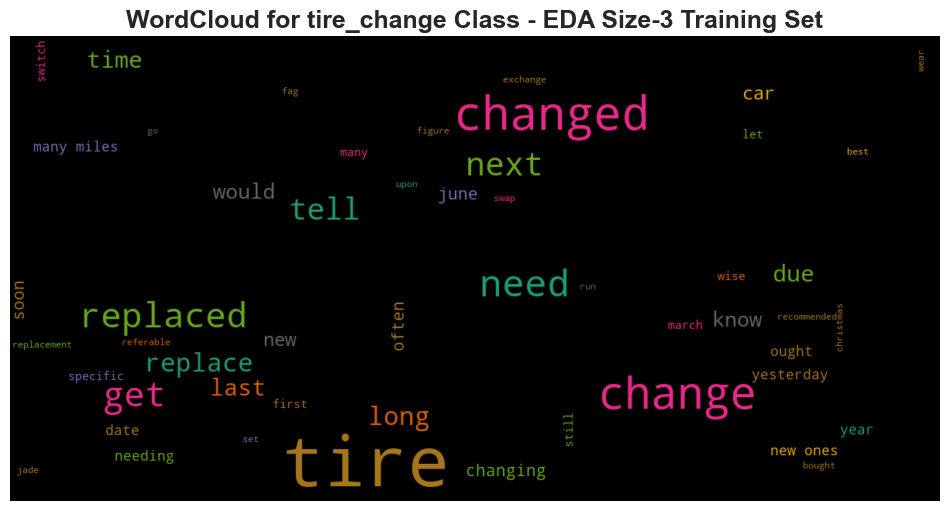 WordCloud for tire_change Class - EDA Size-3 Training Set
switch
time
exchange
wear
fag
car
changed
go
figure
let
many miles
many
next
best
would
upon
june
swap
tell
soon
need
run
wise
due
replaced
often
march
know
recommended
christmas
replacement
referable
new
replace
ought
specific
get
last
yesterday
first
change
long
date
set
still
year
needing
tire
changing
new ones
jade
bought